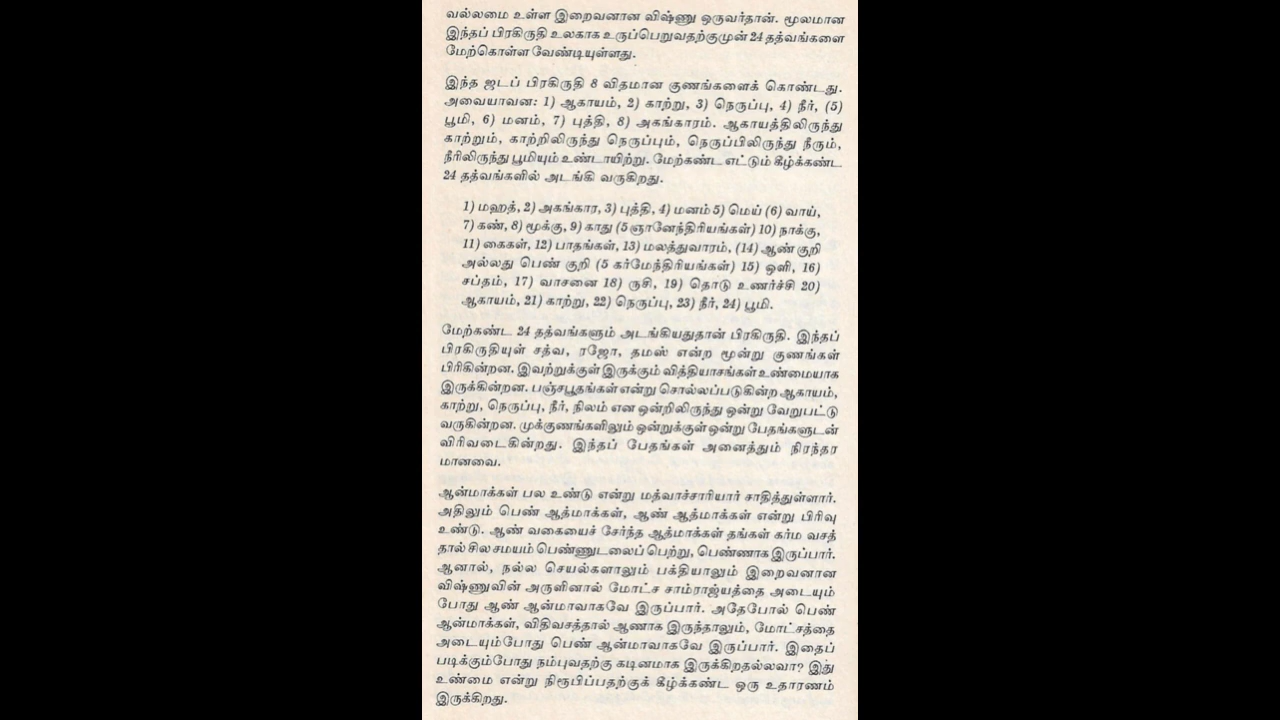 வல்லமை உள்ள இறைவனான விஷ்ணு ஒருவர்தான். மூலமான
இந்தப் பிரகிருதி உலகாக உருப்பெறுவதற்குமுன் 24 தத்வங்களை
மேற்கொள்ள வேண்டியுள்ளது.
இந்த ஜடப் பிரகிருதி 8 விதமான குணங்களைக் கொண்டது.
அவையாவன: 1) ஆகாயம், 2) காற்று, 3) நெருப்பு, 4) நீர், (5)
பூமி, 6) மனம், 7) புத்தி, 8) அகங்காரம். ஆகாயத்திலிருந்து
காற்றும், காற்றிலிருந்து நெருப்பும், நெருப்பிலிருந்து நீரும்,
நீரிலிருந்து பூமியும் உண்டாயிற்று. மேற்கண்ட எட்டும் கீழ்க்கண்ட
24 தத்வங்களில் அடங்கி வருகிறது.
1) மஹத், 2) அகங்கார, 3) புத்தி, 4) மனம் 5) மெய் (6) வாய்,
7) கண், 8) மூக்கு, 9) காது (5 ஞானேந்திரியங்கள்) 10) நாக்கு,
11) கைகள், 12) பாதங்கள், 13) மலத்துவாரம், (14) ஆண் குறி
அல்லது பெண் குறி (5 கர்மேந்திரியங்கள்) 15) ஒளி, 16)
சப்தம், 17) வாசனை 18) ருசி, 19) தொடு உணர்ச்சி 20)
ஆகாயம், 21) காற்று, 22) நெருப்பு, 23) நீர், 24) பூமி.
மேற்கண்ட 24 தத்வங்களும் அடங்கியதுதான் பிரகிருதி. இந்தப்
பிரகிருதியுள் சத்வ, ரஜோ, தமஸ் என்ற மூன்று குணங்கள்
பிரிகின்றன. இவற்றுக்குள் இருக்கும் வித்தியாசங்கள் உண்மையாக
இருக்கின்றன. பஞ்சபூதங்கள் என்று சொல்லப்படுகின்ற ஆகாயம்,
காற்று, நெருப்பு, நீர், நிலம் என ஒன்றிலிருந்து ஒன்று வேறுபட்டு
வருகின்றன. முக்குணங்களிலும் ஒன்றுக்குள் ஒன்று பேதங்களுடன்
விரிவடைகின்றது. இந்தப் பேதங்கள் அனைத்தும் நிரந்தர
மானவை.
ஆன்மாக்கள் பல உண்டு என்று மத்வாச்சாரியார் சாதித்துள்ளார்.
அதிலும் பெண் ஆத்மாக்கள், ஆண் ஆத்மாக்கள் என்று பிரிவு
உண்டு. ஆண் வகையைச் சேர்ந்த ஆத்மாக்கள் தங்கள் கர்ம வசத்
தால் சில சமயம் பெண்ணுடலைப் பெற்று, பெண்ணாக இருப்பார்.
ஆனால், நல்ல செயல்களாலும் பக்தியாலும் இறைவனான
விஷ்ணுவின் அருளினால் மோட்ச சாம்ராஜ்யத்தை அடையும்
போது ஆண் ஆன்மாவாகவே இருப்பார். அதேபோல் பெண்
ஆன்மாக்கள், விதிவசத்தால் ஆணாக இருந்தாலும், மோட்சத்தை
அடையும்போது பெண் ஆன்மாவாகவே இருப்பார். இதைப்
படிக்கும்போது நம்புவதற்கு கடினமாக இருக்கிறதல்லவா? இது
உண்மை என்று நிரூபிப்பதற்குக் கீழ்க்கண்ட ஒரு உதாரணம்
இருக்கிறது.